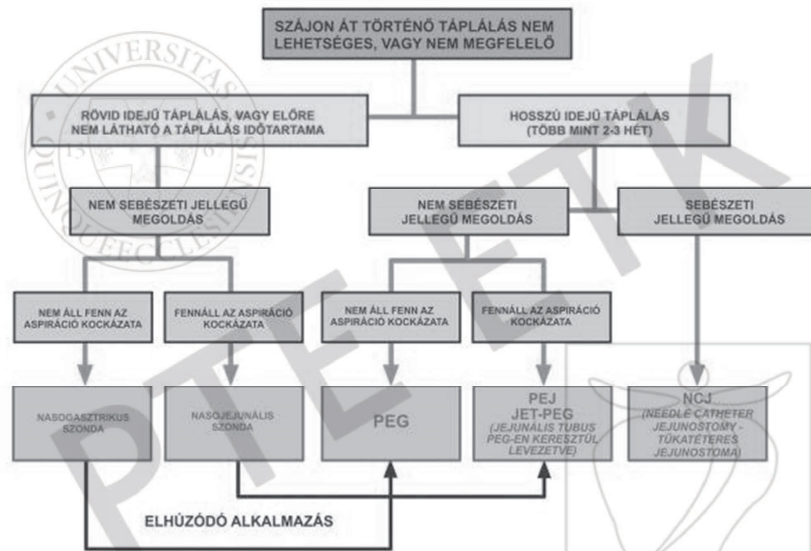 SZÁJON ÁT TÖRTÉNŐ TÁPLÁLÁS NEM
LEHETSÉGES, VAGY NEM MEGFELELŐ
RÖVID IDEJŰ TÁPLÁLÁS, VAGY ELŐRE
NEM LÁTHATÓ A TÁPLÁLÁS IDŐTARTAMA
HOSSZÚ IDEJŰ TÁPLÁLÁS
(TÖBB MINT 2-3 HÉT)
NEM SEBÉSZETI JELLEGŰ
MEGOLDÁS
NEM SEBÉSZETI
JELLEGŰ MEGOLDÁS
SEBÉSZETI
JELLEGŰ MEGOLDÁS
NEM ÁLL FENN AZ
ASPIRÁCIÓ KOCKÁZATA
FENNÁLL AZ ASPIRÁCIÓ
KOCKÁZATA
NEM ÁLL FENN AZ
ASPIRÁCIÓ KOCKÁZATA
FENNÁLL AZ ASPIRÁCIÓ
KOCKÁZATA
NASOGASZTRIKUS
SZONDA
NASOJEJUNÁLIS
SZONDA
PEG
PEJ
JET-PEG
(JEJUNÁLIS TUBUS
PEG-EN KERESZTÜL
LEVEZETVE)
NCJ
(NEEDLE CATHETER
JEJUNOSTOMY -
TŰKATÉTERES
JEJUNOSTOMA)
ELHÚZÓDÓ ALKALMAZÁS
PTE ETK
UNIVERSITAS
QUINQUEECCLESIENSIS